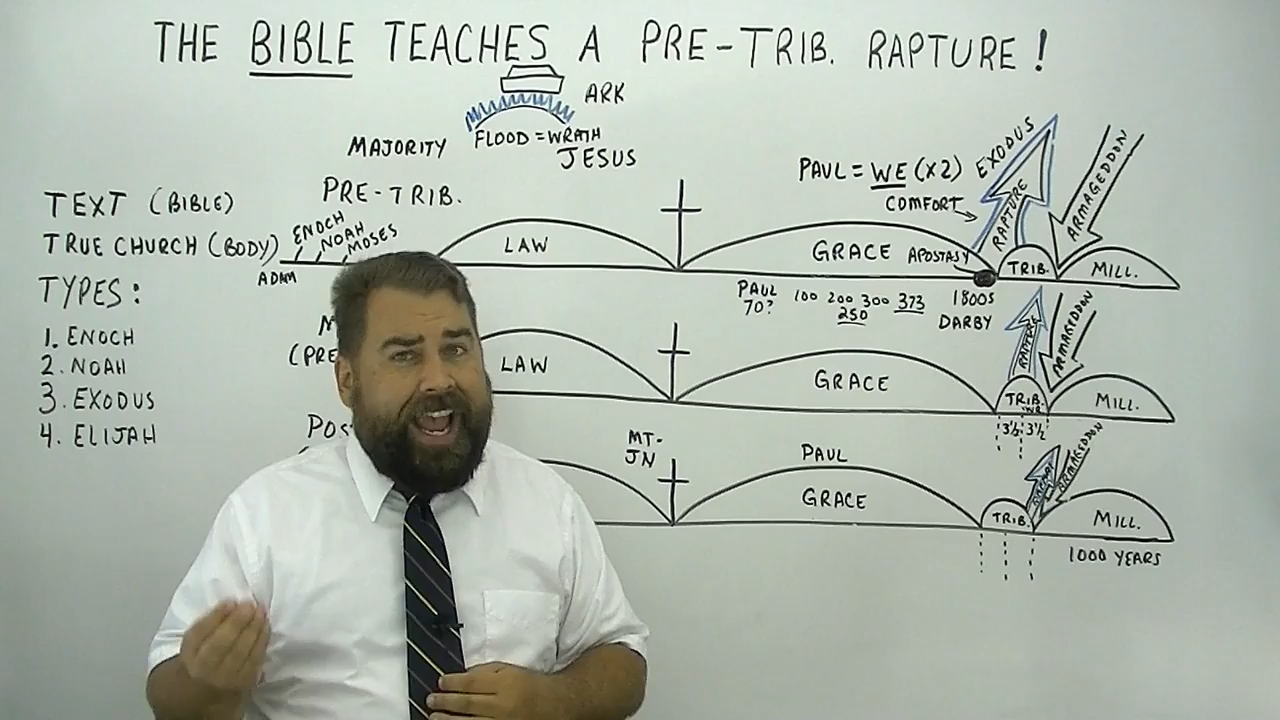 THE BIBLE TEACHES A PRE-TRIB. RAPTURE!
ARK
FLOOD = WRATH
JESUS
MAJORITY
PRE-TRIB.
TEXT (BIBLE)
TRUE CHURCH (BODY)
TYPES:
1. ENOCH
2. NOAH
3. EXODUS
4. ELIJAH
ADAM
ENOCH
NOAH
MOSES
LAW
GRACE
APOSTASY
PAUL = WE (X2)
COMFORT
EXODUS
RAPTURE
ARMAGEDDON
TRIB.
MILL.
PAUL
70?
100 200 300 373
250
1800S
DARBY
(PRE
LAW
GRACE
RAPTURE
ARMAGEDDON
TRIB.
MILL.
3½ 3½
POS
MT-
JN
PAUL
GRACE
TRIB.
ARMAGEDDON
MILL.
1000 YEARS